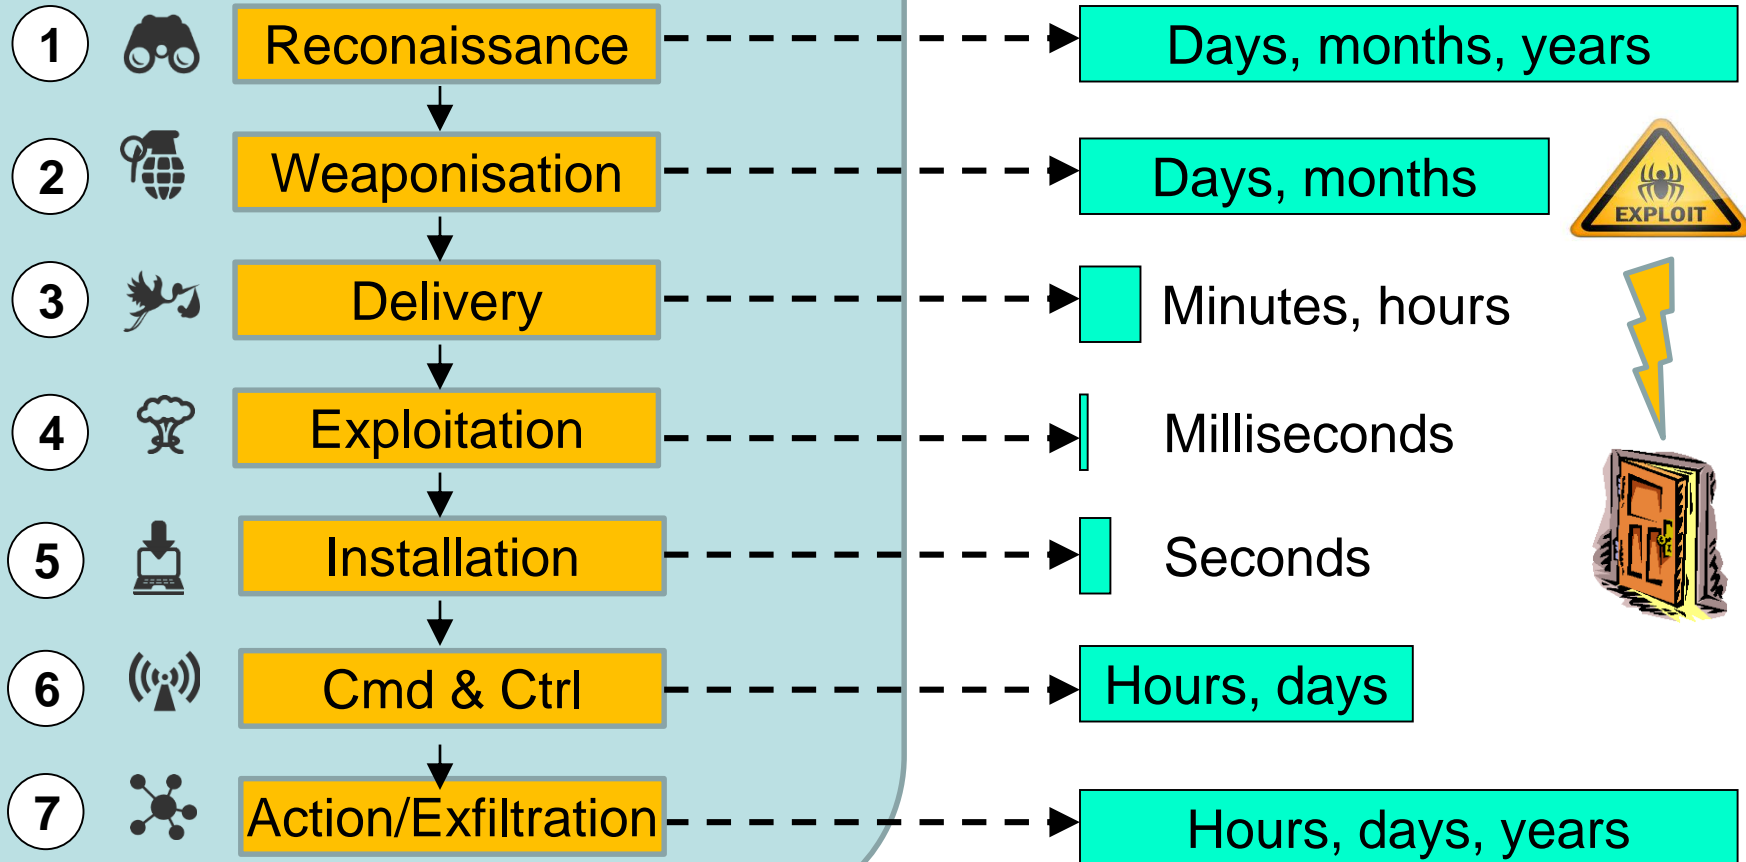 1
Reconaissance
Days, months, years
2
Weaponisation
Days, months
EXPLOIT
3
Delivery
Minutes, hours
4
Exploitation
Milliseconds
5
Installation
Seconds
6
Cmd & Ctrl
Hours, days
7
Action/Exfiltration
Hours, days, years